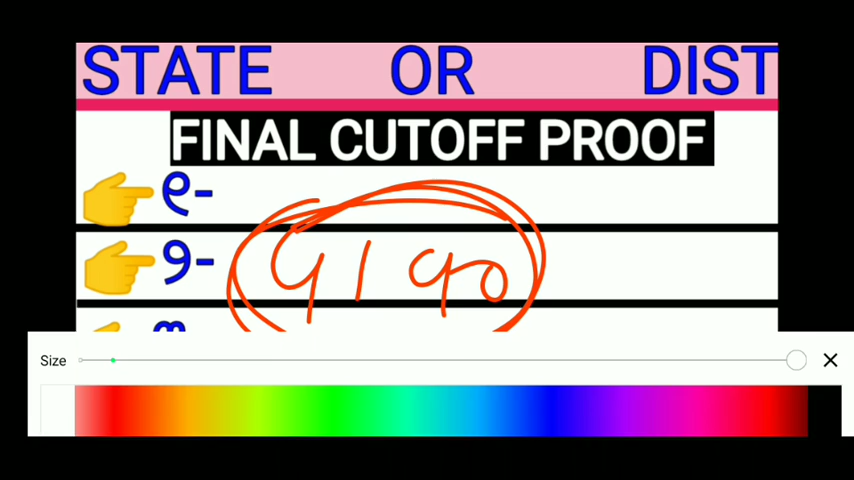 STATE OR DIST
FINAL CUTOFF PROOF
👉୧-
👉୨-
Size